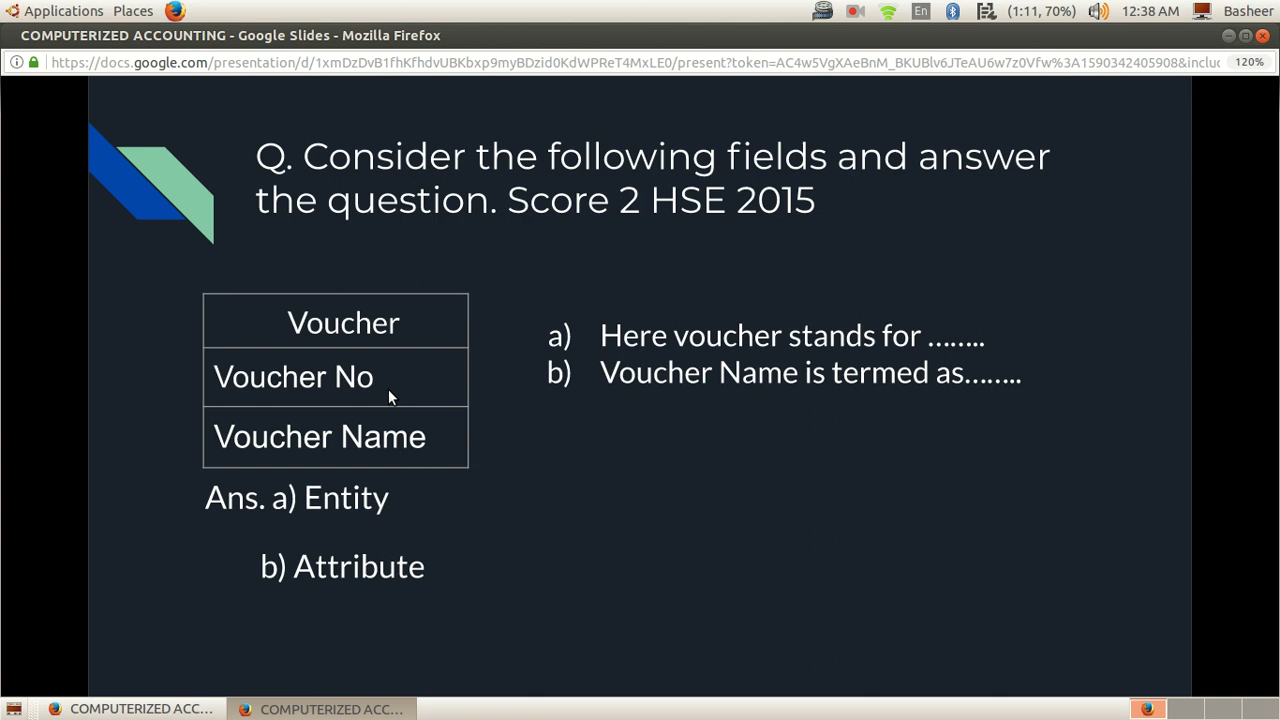 Applications Places En (1:11, 70%) 12:38 AM Basheer
COMPUTERIZED ACCOUNTING - Google Slides - Mozilla Firefox
https://docs.google.com/presentation/d/1xmDzDvB1fhKfhdvUBKbxp9myBDzid0KdWPReT4MxLE0/present?token=AC4w5VgXAeBnM_BKUBlv6JTeAU6w7z0Vfw%3A1590342405908&includ 120%
Q. Consider the following fields and answer
the question. Score 2 HSE 2015
Voucher
Voucher No
Voucher Name
a) Here voucher stands for ……..
b) Voucher Name is termed as……..
Ans. a) Entity
b) Attribute
COMPUTERIZED ACC... COMPUTERIZED ACC...